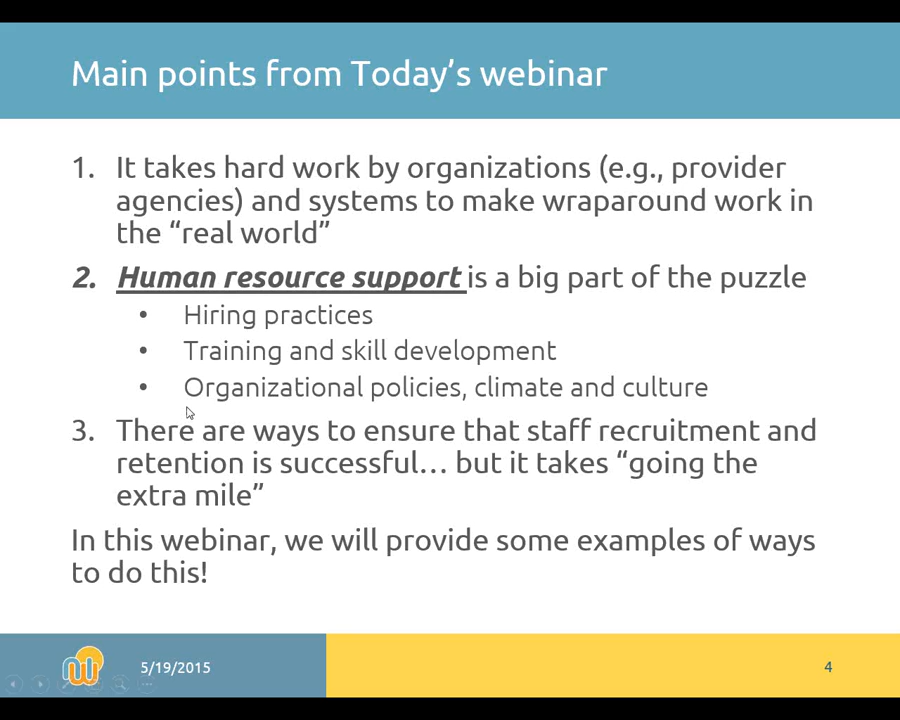 Main points from Today's webinar
1. It takes hard work by organizations (e.g., provider
agencies) and systems to make wraparound work in
the “real world”
2. Human resource support is a big part of the puzzle
• Hiring practices
• Training and skill development
• Organizational policies, climate and culture
3. There are ways to ensure that staff recruitment and
retention is successful… but it takes “going the
extra mile”
In this webinar, we will provide some examples of ways
to do this!
5/19/2015
4